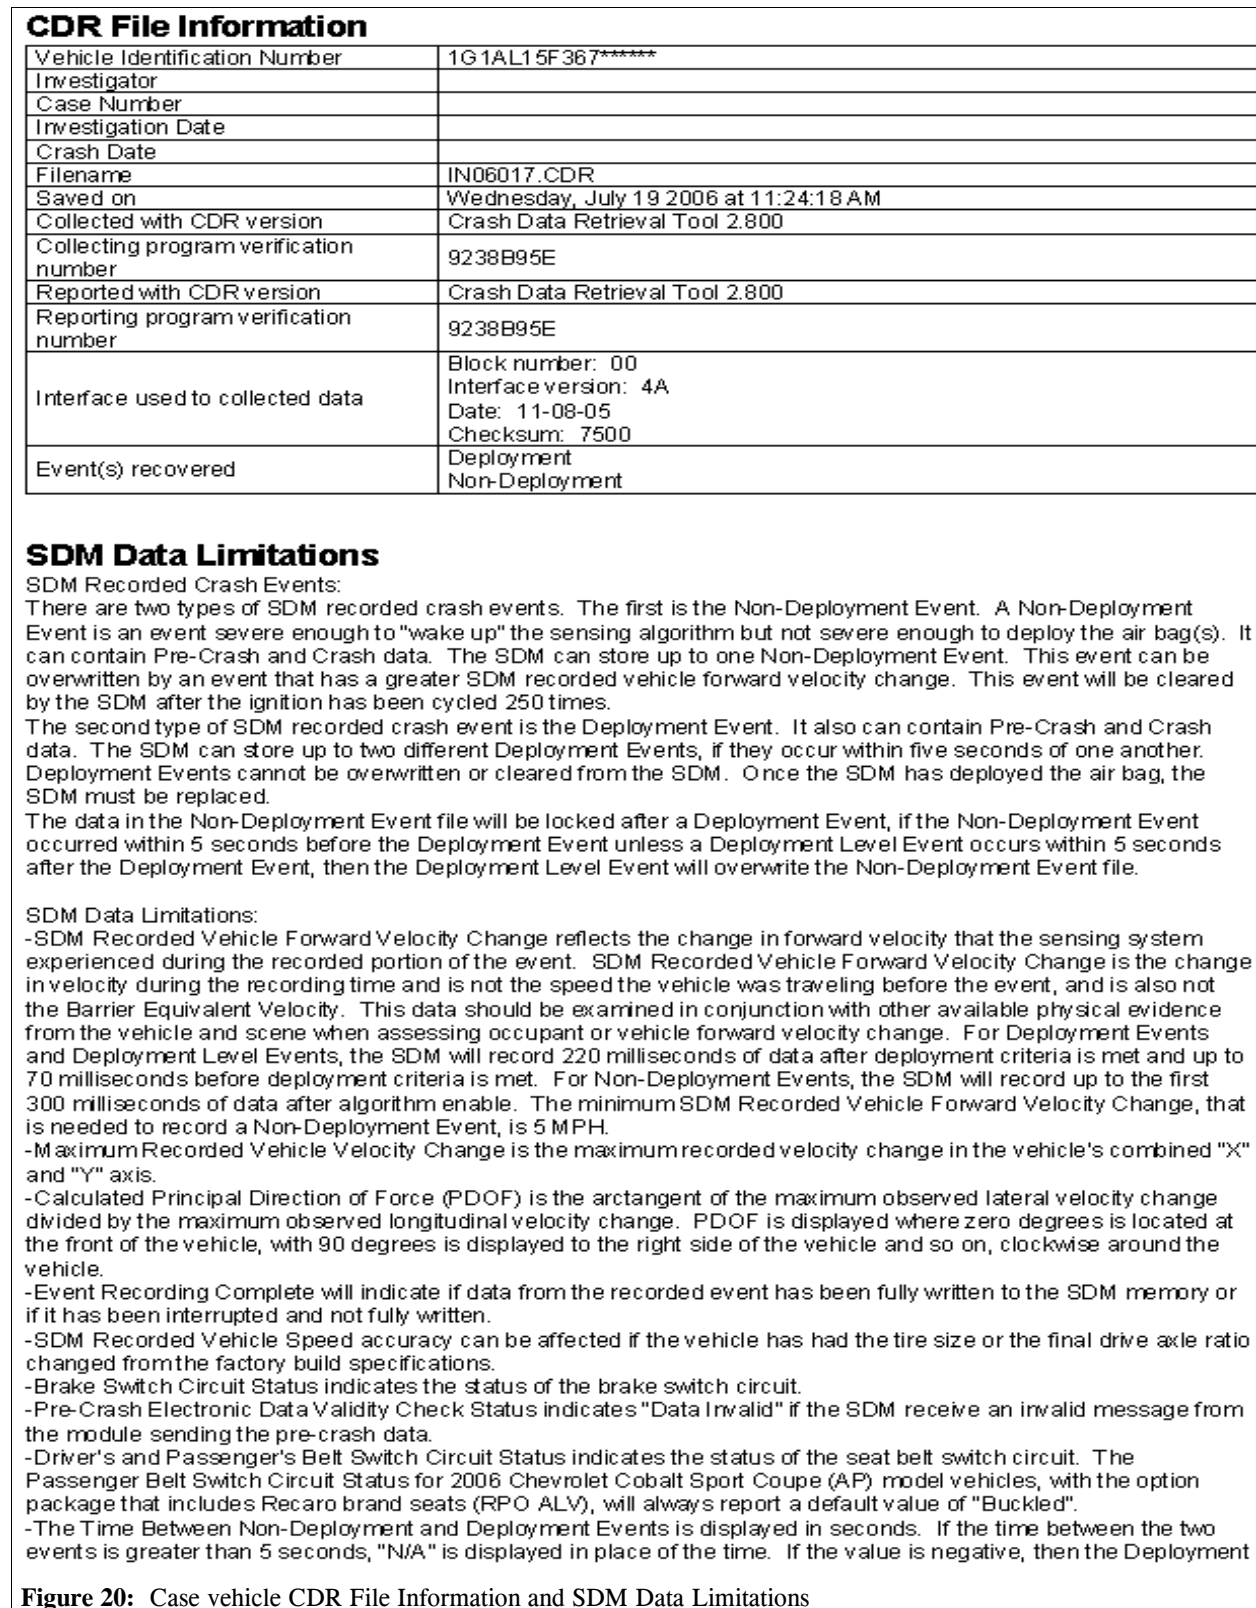 CDR File Information
Vehicle Identification Number 1G1AL15F367******
Investigator
Case Number
Investigation Date
Crash Date
Filename IN06017.CDR
Saved on Wednesday, July 19 2006 at 11:24:18 AM
Collected with CDR version Crash Data Retrieval Tool 2.800
Collecting program verification
number
9238B95E
Reported with CDR version Crash Data Retrieval Tool 2.800
Reporting program verification
number
9238B95E
Interface used to collected data
Block number: 00
Interface version: 4A
Date: 11-08-05
Checksum: 7500
Event(s) recovered
Deployment
Non-Deployment
SDM Data Limitations
SDM Recorded Crash Events:
There are two types of SDM recorded crash events. The first is the Non-Deployment Event. A Non-Deployment
Event is an event severe enough to "wake up" the sensing algorithm but not severe enough to deploy the air bag(s). It
can contain Pre-Crash and Crash data. The SDM can store up to one Non-Deployment Event. This event can be
overwritten by an event that has a greater SDM recorded vehicle forward velocity change. This event will be cleared
by the SDM after the ignition has been cycled 250 times.
The second type of SDM recorded crash event is the Deployment Event. It also can contain Pre-Crash and Crash
data. The SDM can store up to two different Deployment Events, if they occur within five seconds of one another.
Deployment Events cannot be overwritten or cleared from the SDM. Once the SDM has deployed the air bag, the
SDM must be replaced.
The data in the Non-Deployment Event file will be locked after a Deployment Event, if the Non-Deployment Event
occurred within 5 seconds before the Deployment Event unless a Deployment Level Event occurs within 5 seconds
after the Deployment Event, then the Deployment Level Event will overwrite the Non-Deployment Event file.
SDM Data Limitations:
-SDM Recorded Vehicle Forward Velocity Change reflects the change in forward velocity that the sensing system
experienced during the recorded portion of the event. SDM Recorded Vehicle Forward Velocity Change is the change
in velocity during the recording time and is not the speed the vehicle was traveling before the event, and is also not
the Barrier Equivalent Velocity. This data should be examined in conjunction with other available physical evidence
from the vehicle and scene when assessing occupant or vehicle forward velocity change. For Deployment Events
and Deployment Level Events, the SDM will record 220 milliseconds of data after deployment criteria is met and up to
70 milliseconds before deployment criteria is met. For Non-Deployment Events, the SDM will record up to the first
300 milliseconds of data after algorithm enable. The minimum SDM Recorded Vehicle Forward Velocity Change, that
is needed to record a Non-Deployment Event, is 5 MPH.
-Maximum Recorded Vehicle Velocity Change is the maximum recorded velocity change in the vehicle's combined "X"
and "Y" axis.
-Calculated Principal Direction of Force (PDOF) is the arctangent of the maximum observed lateral velocity change
divided by the maximum observed longitudinal velocity change. PDOF is displayed where zero degrees is located at
the front of the vehicle, with 90 degrees is displayed to the right side of the vehicle and so on, clockwise around the
vehicle.
-Event Recording Complete will indicate if data from the recorded event has been fully written to the SDM memory or
if it has been interrupted and not fully written.
-SDM Recorded Vehicle Speed accuracy can be affected if the vehicle has had the tire size or the final drive axle ratio
changed from the factory build specifications.
-Brake Switch Circuit Status indicates the status of the brake switch circuit.
-Pre-Crash Electronic Data Validity Check Status indicates "Data Invalid" if the SDM receive an invalid message from
the module sending the pre-crash data.
-Driver's and Passenger's Belt Switch Circuit Status indicates the status of the seat belt switch circuit. The
Passenger Belt Switch Circuit Status for 2006 Chevrolet Cobalt Sport Coupe (AP) model vehicles, with the option
package that includes Recaro brand seats (RPO ALV), will always report a default value of "Buckled".
-The Time Between Non-Deployment and Deployment Events is displayed in seconds. If the time between the two
events is greater than 5 seconds, "N/A" is displayed in place of the time. If the value is negative, then the Deployment
Figure 20: Case vehicle CDR File Information and SDM Data Limitations